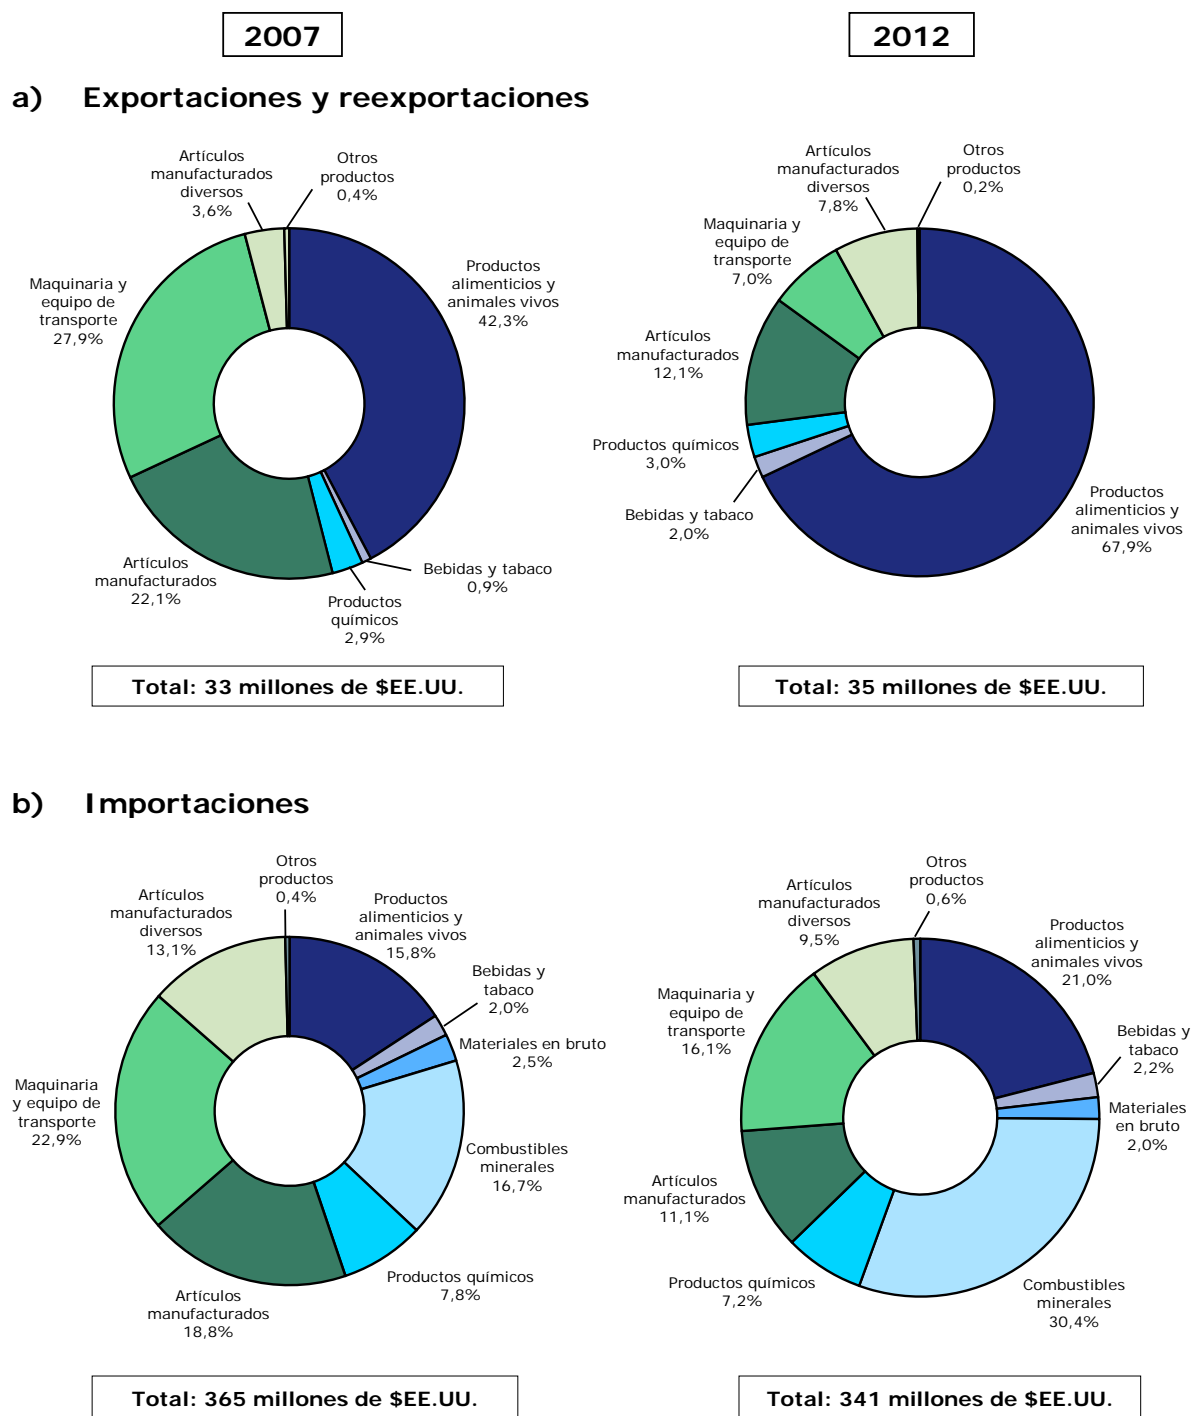 2007
2012
a) Exportaciones y reexportaciones
Artículos
manufacturados
diversos
3,6%
Otros
productos
0,4%
Productos
alimenticios y
animales vivos
42,3%
Bebidas y tabaco
0,9%
Productos
químicos
2,9%
Artículos
manufacturados
22,1%
Maquinaria y
equipo de
transporte
27,9%
Total: 33 millones de $EE.UU.
Artículos
manufacturados
diversos
7,8%
Otros
productos
0,2%
Maquinaria y
equipo de
transporte
7,0%
Artículos
manufacturados
12,1%
Productos químicos
3,0%
Bebidas y tabaco
2,0%
Productos
alimenticios y
animales vivos
67,9%
Total: 35 millones de $EE.UU.
b) Importaciones
Otros
productos
0,4%
Artículos
manufacturados
diversos
13,1%
Productos
alimenticios y
animales vivos
15,8%
Bebidas y
tabaco
2,0%
Materiales en bruto
2,5%
Combustibles
minerales
16,7%
Productos químicos
7,8%
Artículos
manufacturados
18,8%
Maquinaria
y equipo de
transporte
22,9%
Total: 365 millones de $EE.UU.
Otros
productos
0,6%
Artículos
manufacturados
diversos
9,5%
Productos
alimenticios y
animales vivos
21,0%
Bebidas y
tabaco
2,2%
Materiales
en bruto
2,0%
Combustibles
minerales
30,4%
Productos químicos
7,2%
Artículos
manufacturados
11,1%
Maquinaria y
equipo de
transporte
16,1%
Total: 341 millones de $EE.UU.